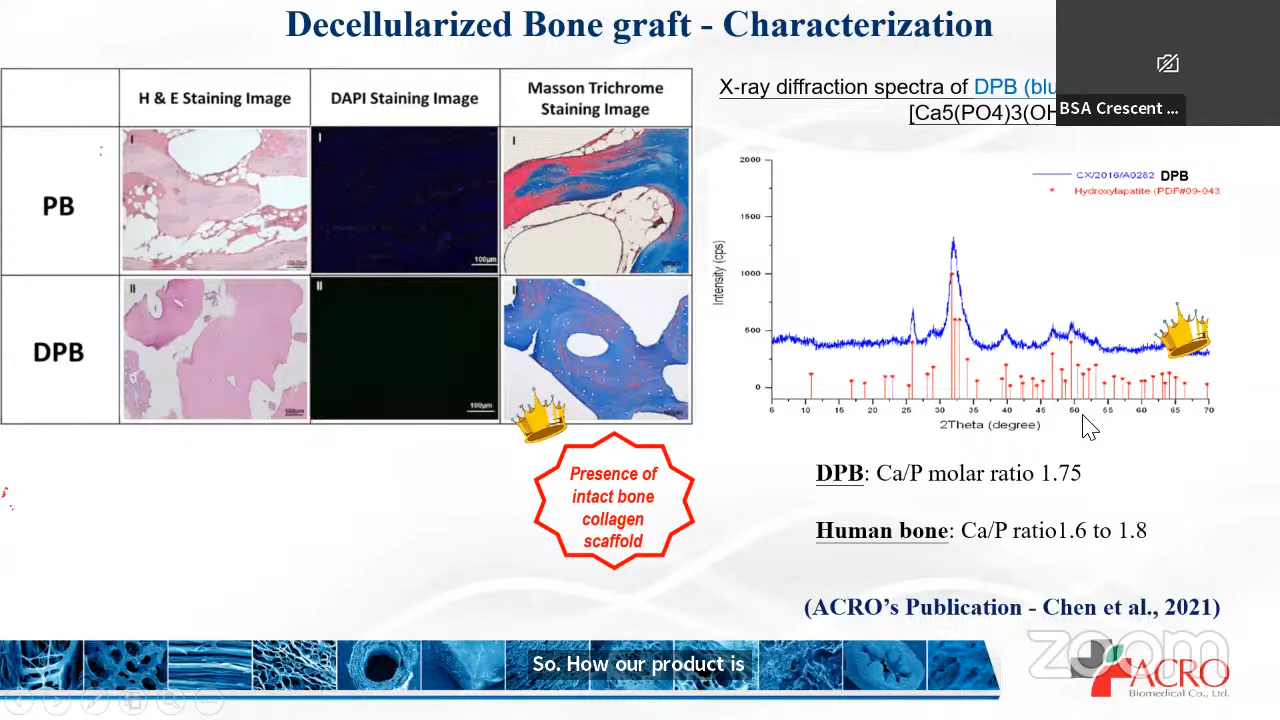 Decellularized Bone graft - Characterization
H & E Staining Image
DAPI Staining Image
Masson Trichrome
Staining Image
PB
I
I
100µm
I
DPB
II
II
100µm
Presence of
intact bone
collagen
scaffold
X-ray diffraction spectra of DPB (blu
[Ca5(PO4)3(OH
BSA Crescent ...
CX/2016/A0282 DPB
Hydroxylapatite (PDF#09-043
Intensity (cps)
2000
1500
1000
500
0
5 10 15 20 25 30 35 40 45 50 55 60 65 70
2Theta (degree)
DPB: Ca/P molar ratio 1.75
Human bone: Ca/P ratio1.6 to 1.8
(ACRO’s Publication - Chen et al., 2021)
So. How our product is
zoom
ACRO
Biomedical Co., Ltd.